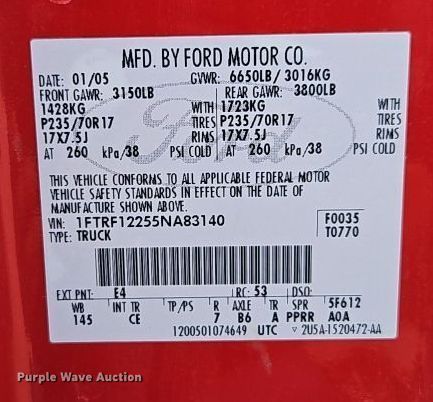 MFD. BY FORD MOTOR CO.
DATE: 01/05 GVWR: 6650LB/ 3016KG
FRONT GAWR: 3150LB REAR GAWR: 3800LB
1428KG WITH 1723KG WITH
P235/70R17 TIRES P235/70R17 TIRES
17X7.5J RIMS 17X7.5J RIMS
AT 260 kPa/38 PSI COLD AT 260 kPa/38 PSI COLD
THIS VEHICLE CONFORMS TO ALL APPLICABLE FEDERAL MOTOR
VEHICLE SAFETY STANDARDS IN EFFECT ON THE DATE OF
MANUFACTURE SHOWN ABOVE.
VIN: 1FTRF12255NA83140 F0035
TYPE: TRUCK T0770
Ford
EXT PNT: E4 RC: 53 DSO:
WB INT TR TP/PS R AXLE TR SPR 5F612
145 CE 7 B6 A PPRR A0A
1200501074649 UTC 2U5A-1520472-AA
Purple Wave Auction